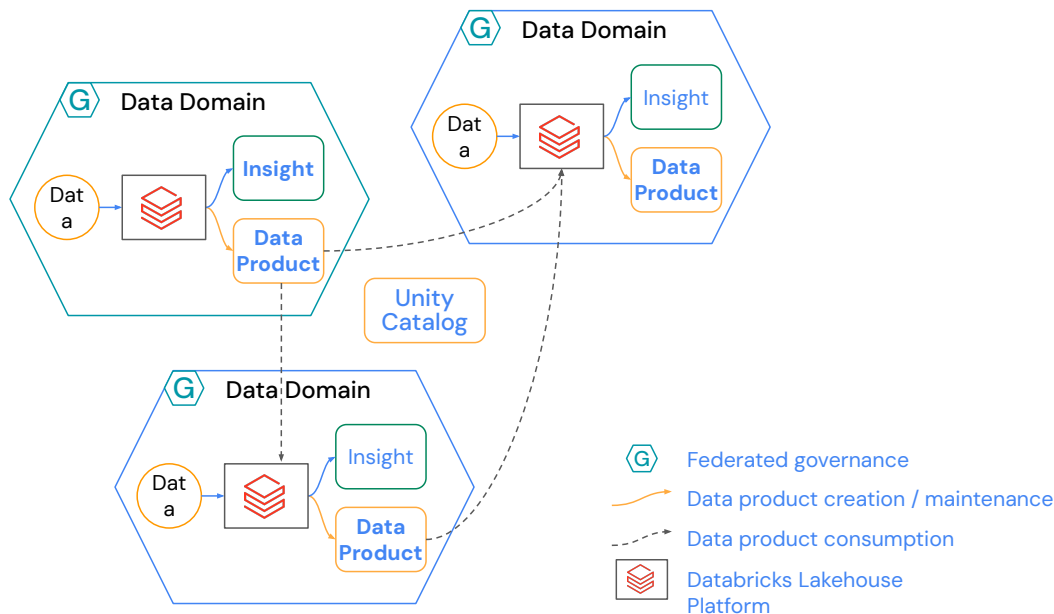 G Data Domain
Dat
a
Insight
Data
Product
G Data Domain
Dat
a
Insight
Data
Product
Unity
Catalog
G Data Domain
Dat
a
Insight
Data
Product
G Federated governance
Data product creation / maintenance
Data product consumption
Databricks Lakehouse
Platform